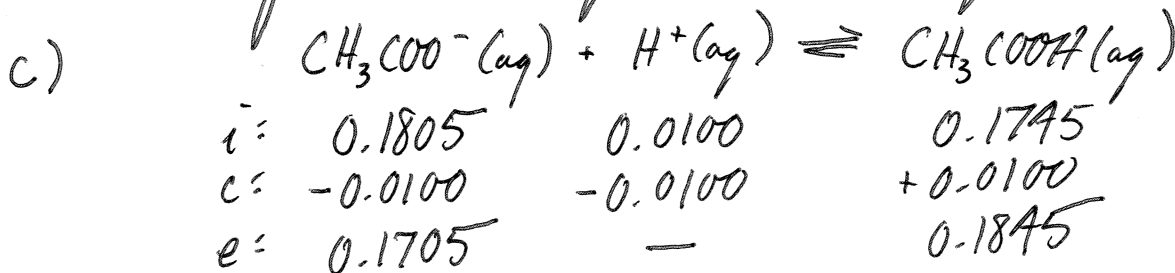 c) CH₃COO⁻(aq) + H⁺(aq) ⇌ CH₃COOH(aq)
i: 0.1805 0.0100 0.1745
c: -0.0100 -0.0100 +0.0100
e: 0.1705 — 0.1845